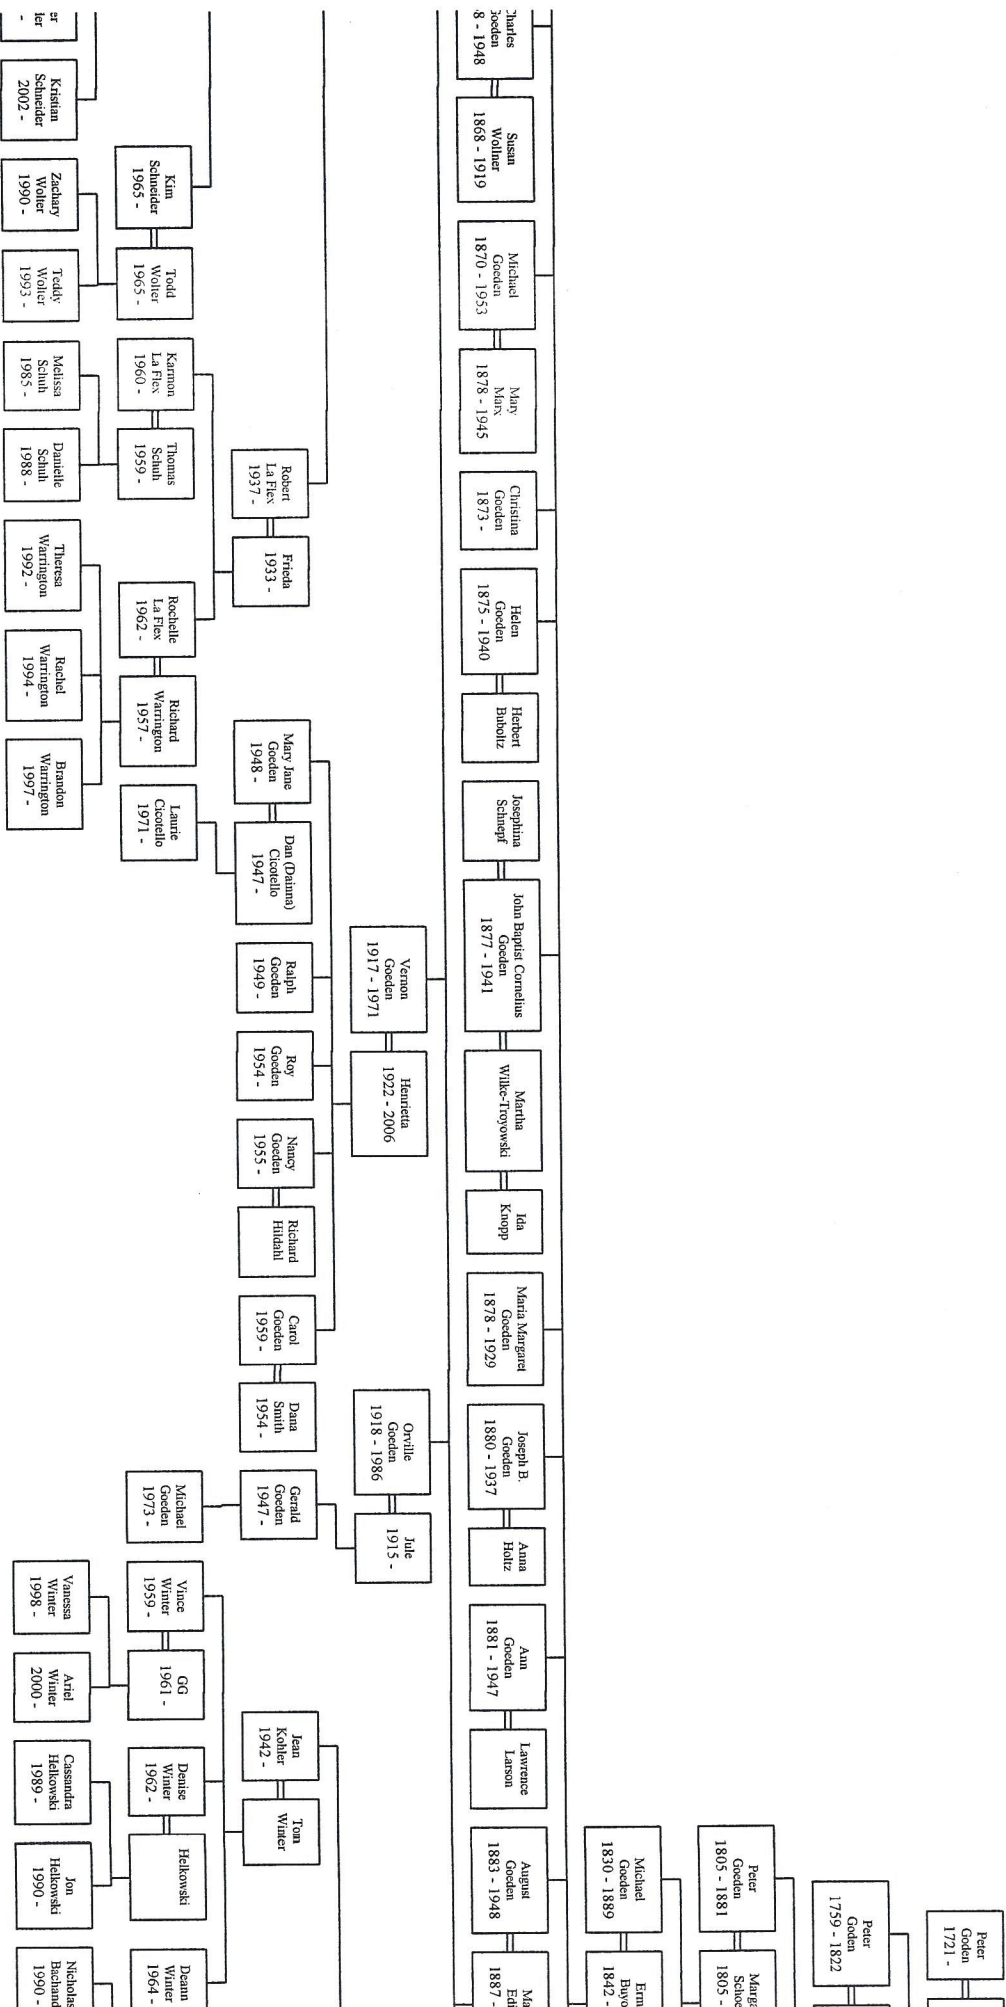 Peter
Goden
1721 -
Peter
Goden
1759 - 1822
Peter
Goeden
1805 - 1881
1805 -
Michael
Goeden
1830 - 1889
1842 -
Charles
Goeden
8 - 1948
Susan
Wollner
1868 - 1919
Michael
Goeden
1870 - 1953
Mary
Marx
1878 - 1945
Christina
Goeden
1873 -
Helen
Goeden
1875 - 1940
Herbert
Buboltz
Josephina
Schnepf
John Baptist Cornelius
Goeden
1877 - 1941
Martha
Wilke-Troyowski
Ida
Knopp
Maria Margaret
Goeden
1878 - 1929
Joseph B.
Goeden
1880 - 1937
Anna
Holtz
Ann
Goeden
1881 - 1947
Lawrence
Larson
August
Goeden
1883 - 1948
1887 -
Vernon
Goeden
1917 - 1971
Henrietta
1922 - 2006
Orville
Goeden
1918 - 1986
Jule
1915 -
Robert
La Flex
1937 -
Frieda
1933 -
Mary Jane
Goeden
1948 -
Dan (Dainna)
Cicotello
1947 -
Ralph
Goeden
1949 -
Roy
Goeden
1954 -
Nancy
Goeden
1955 -
Richard
Hildahl
Carol
Goeden
1959 -
Dana
Smith
1954 -
Gerald
Goeden
1947 -
Jean
Kohler
1942 -
Tom
Winter
Kim
Schneider
1965 -
Todd
Wolter
1965 -
Karmon
La Flex
1960 -
Thomas
Schuh
1959 -
Rochelle
La Flex
1962 -
Richard
Warrington
1957 -
Laurie
Cicotello
1971 -
Michael
Goeden
1973 -
Vince
Winter
1959 -
GG
1961 -
Denise
Winter
1962 -
Helkowski
Deann
Winter
1964 -
er
ler
-
Kristian
Schneider
2002 -
Zachary
Wolter
1990 -
Teddy
Wolter
1993 -
Melissa
Schuh
1985 -
Danielle
Schuh
1988 -
Theresa
Warrington
1992 -
Rachel
Warrington
1994 -
Brandon
Warrington
1997 -
Vanessa
Winter
1998 -
Ariel
Winter
2000 -
Cassandra
Helkowski
1989 -
Jon
Helkowski
1990 -
Nicholas
Bachand
1990 -